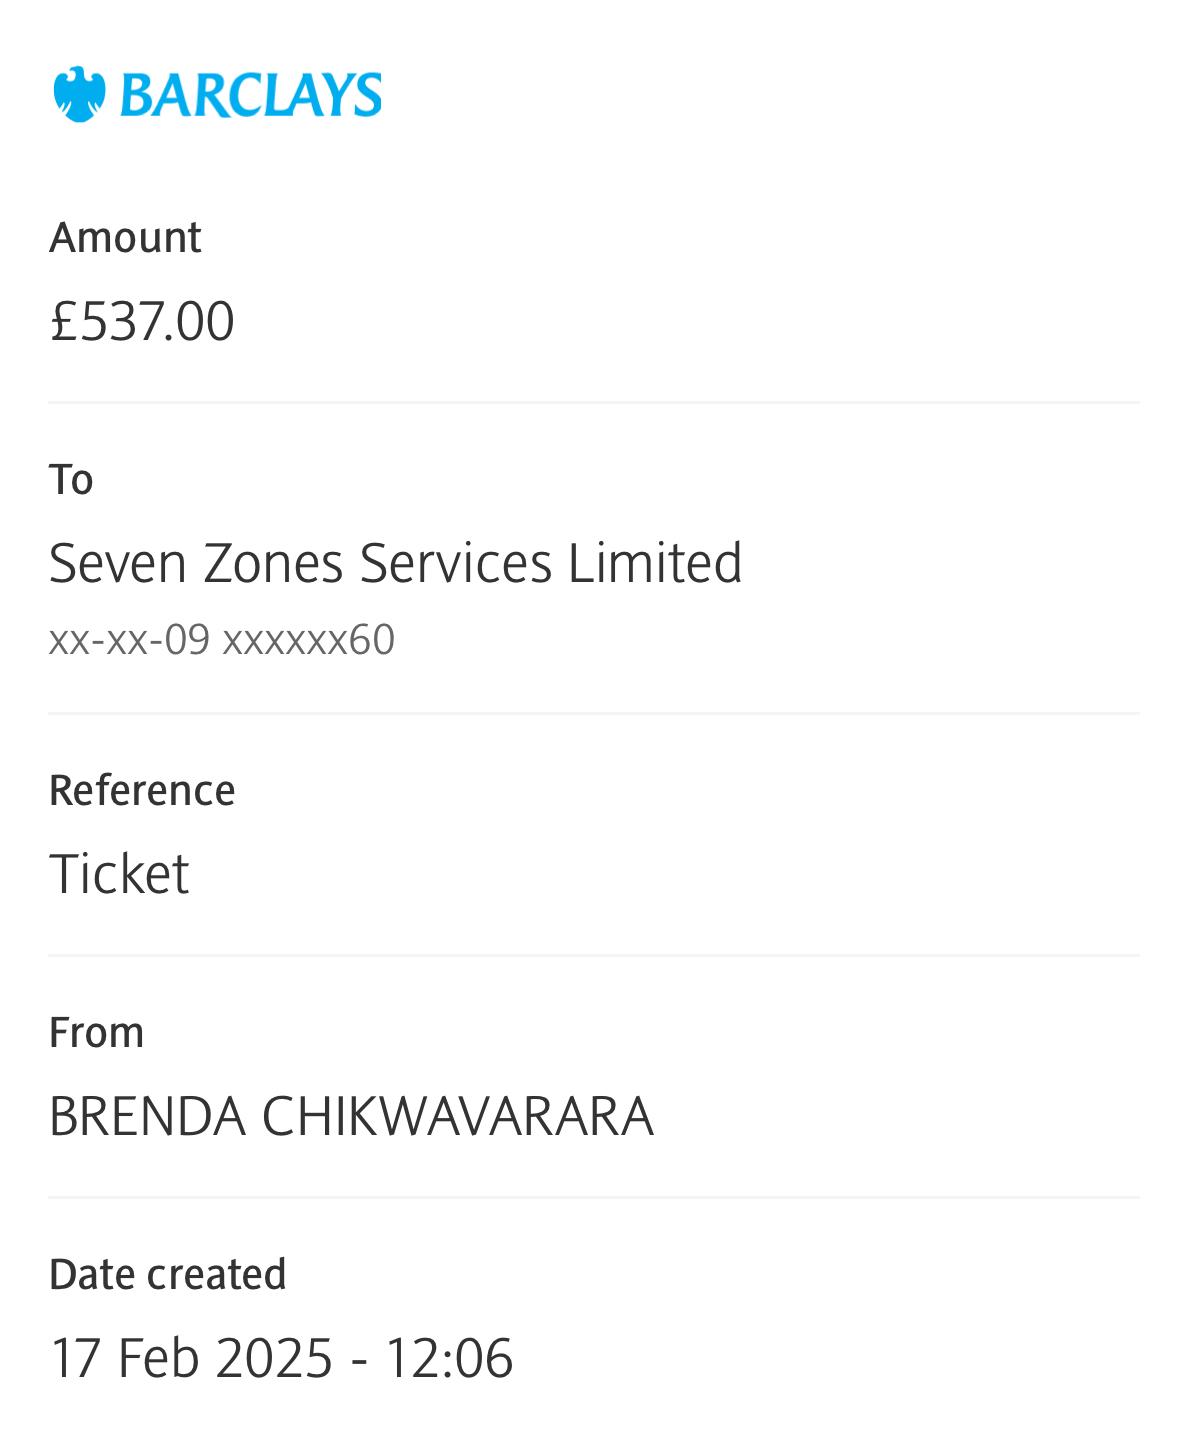 BARCLAYS
Amount
£537.00
To
Seven Zones Services Limited
xx-xx-09 xxxxxx60
Reference
Ticket
From
BRENDA CHIKWAVARARA
Date created
17 Feb 2025 - 12:06